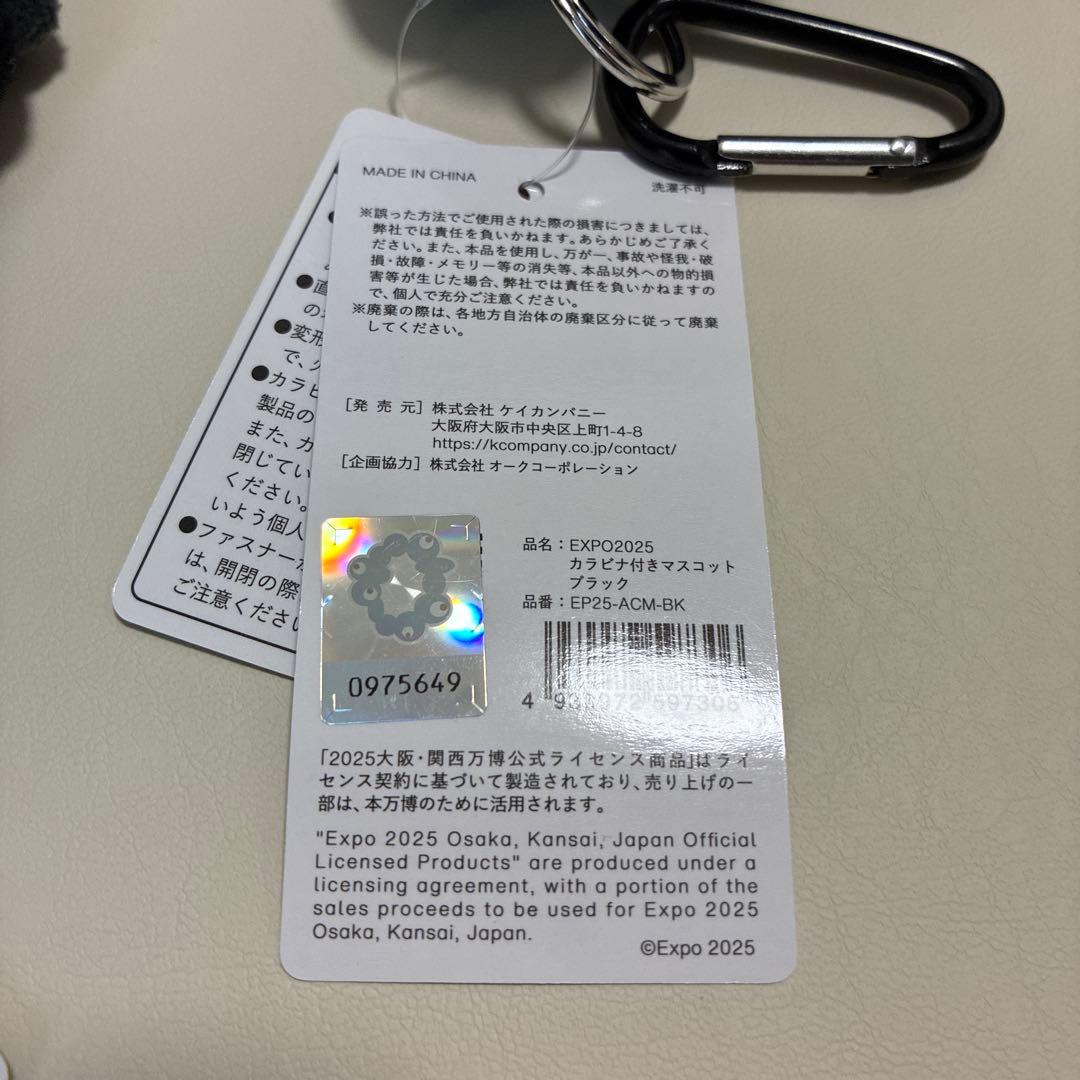 MADE IN CHINA
洗濯不可
※誤った方法でご使用された際の損害につきましては、
弊社では責任を負いかねます。あらかじめご了承く
ださい。また、本品を使用し、万が一、事故や怪我・破
損・故障・メモリー等の消失等、本品以外への物的損
害等が生じた場合、弊社では責任を負いかねますの
で、個人で充分ご注意ください。
※廃棄の際は、各地方自治体の廃棄区分に従って廃棄
してください。
[発売元] 株式会社 ケイカンパニー
大阪府大阪市中央区上町1-4-8
https://kcompany.co.jp/contact/
[企画協力] 株式会社 オークコーポレーション
品名：EXPO2025
カラビナ付きマスコット
ブラック
品番：EP25-ACM-BK
0975649
「2025大阪・関西万博公式ライセンス商品」はライ
センス契約に基づいて製造されており、売り上げの一
部は、本万博のために活用されます。
"Expo 2025 Osaka, Kansai, Japan Official
Licensed Products" are produced under a
licensing agreement, with a portion of the
sales proceeds to be used for Expo 2025
Osaka, Kansai, Japan.
©Expo 2025
●直
の
●変形
で、
●カラビ
製品の
また、カ
閉じてい
ください。
いよう個人
●ファスナー
は、開閉の際
ご注意くださ